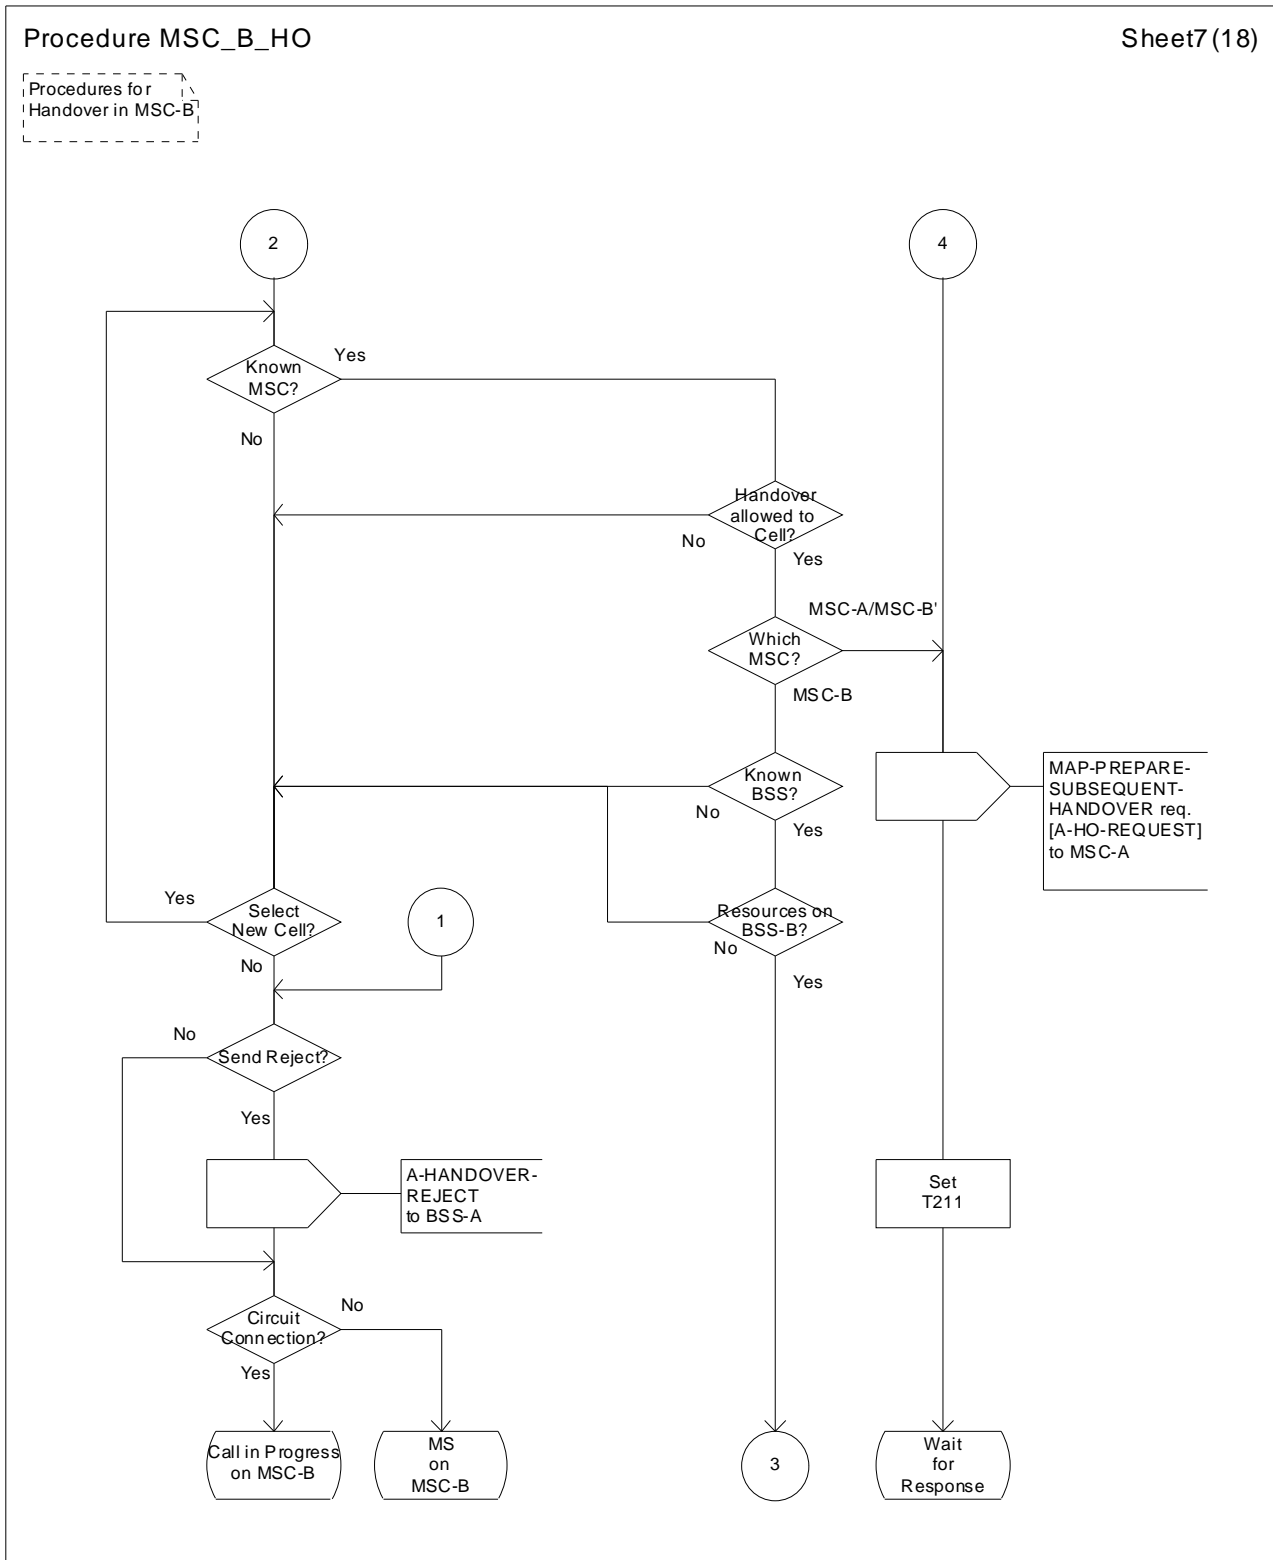 Procedure MSC_B_HO
Sheet7(18)
Procedures for
Handover in MSC-B
2
4
Known
MSC?
Yes
No
Handover
allowed to
Cell?
No
Yes
MSC-A/MSC-B'
Which
MSC?
MSC-B
Known
BSS?
No
Yes
MAP-PREPARE-
SUBSEQUENT-
HANDOVER req.
[A-HO-REQUEST]
to MSC-A
Yes
Select
New Cell?
No
1
Resources on
BSS-B?
No
Yes
No
Send Reject?
Yes
A-HANDOVER-
REJECT
to BSS-A
Set
T211
Circuit
Connection?
No
Yes
Call in Progress
on MSC-B
MS
on
MSC-B
3
Wait
for
Response